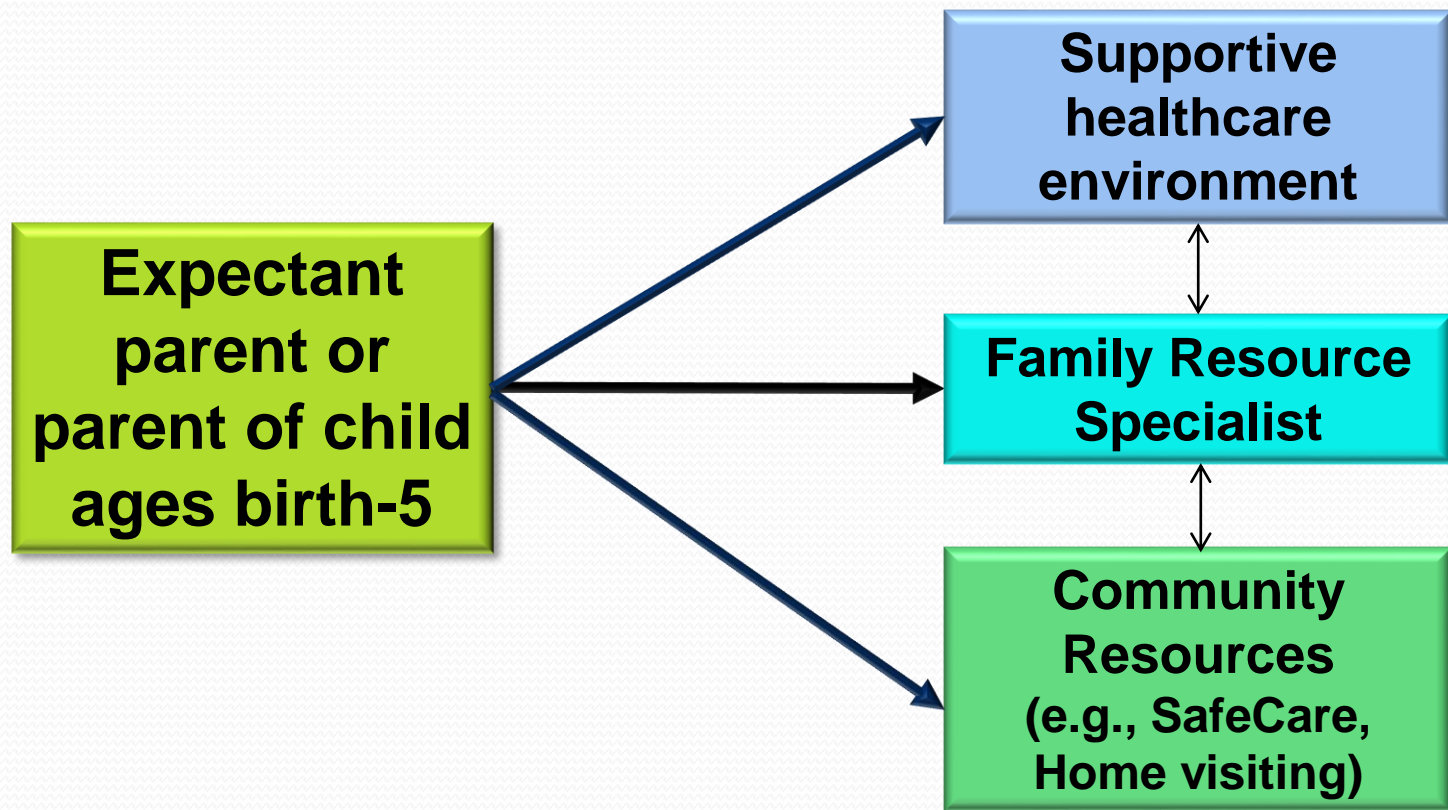 Expectant
parent or
parent of child
ages birth-5
Supportive
healthcare
environment
Family Resource
Specialist
Community
Resources
(e.g., SafeCare,
Home visiting)